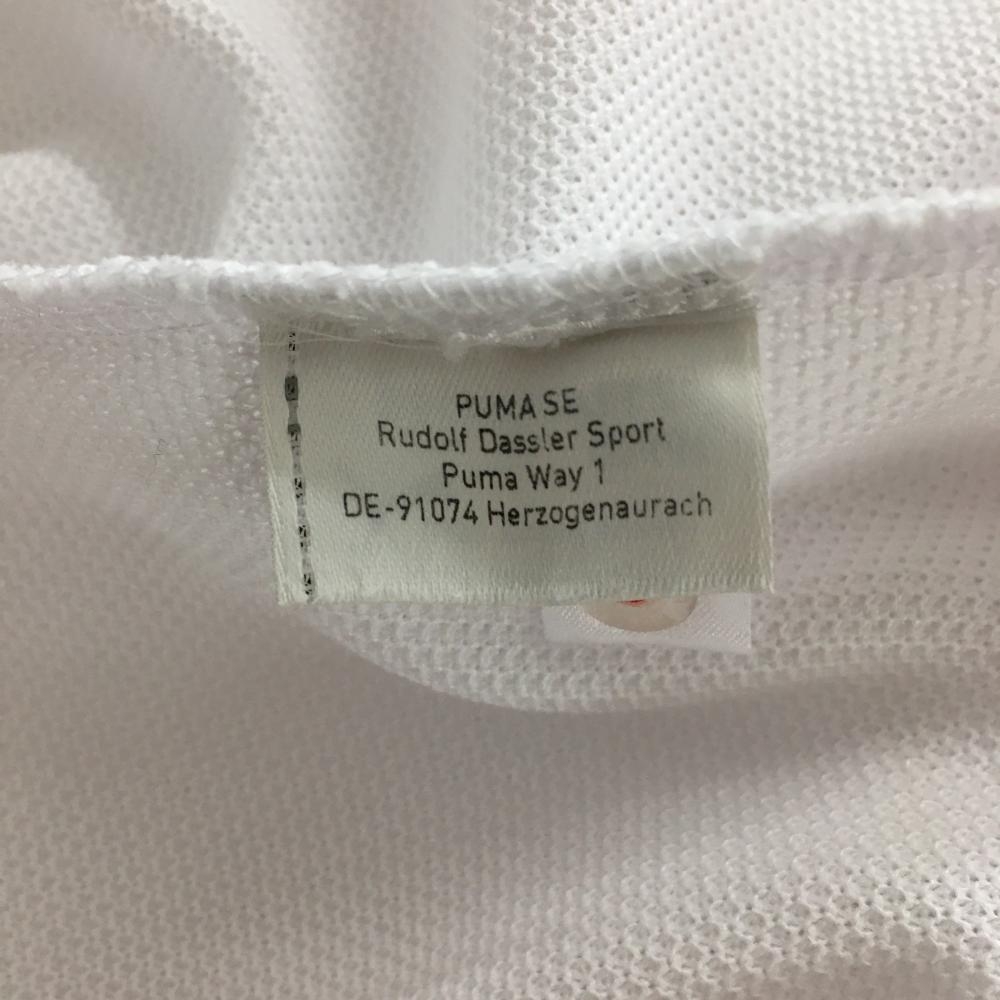 PUMA SE
Rudolf Dassler Sport
Puma Way 1
DE-91074 Herzogenaurach